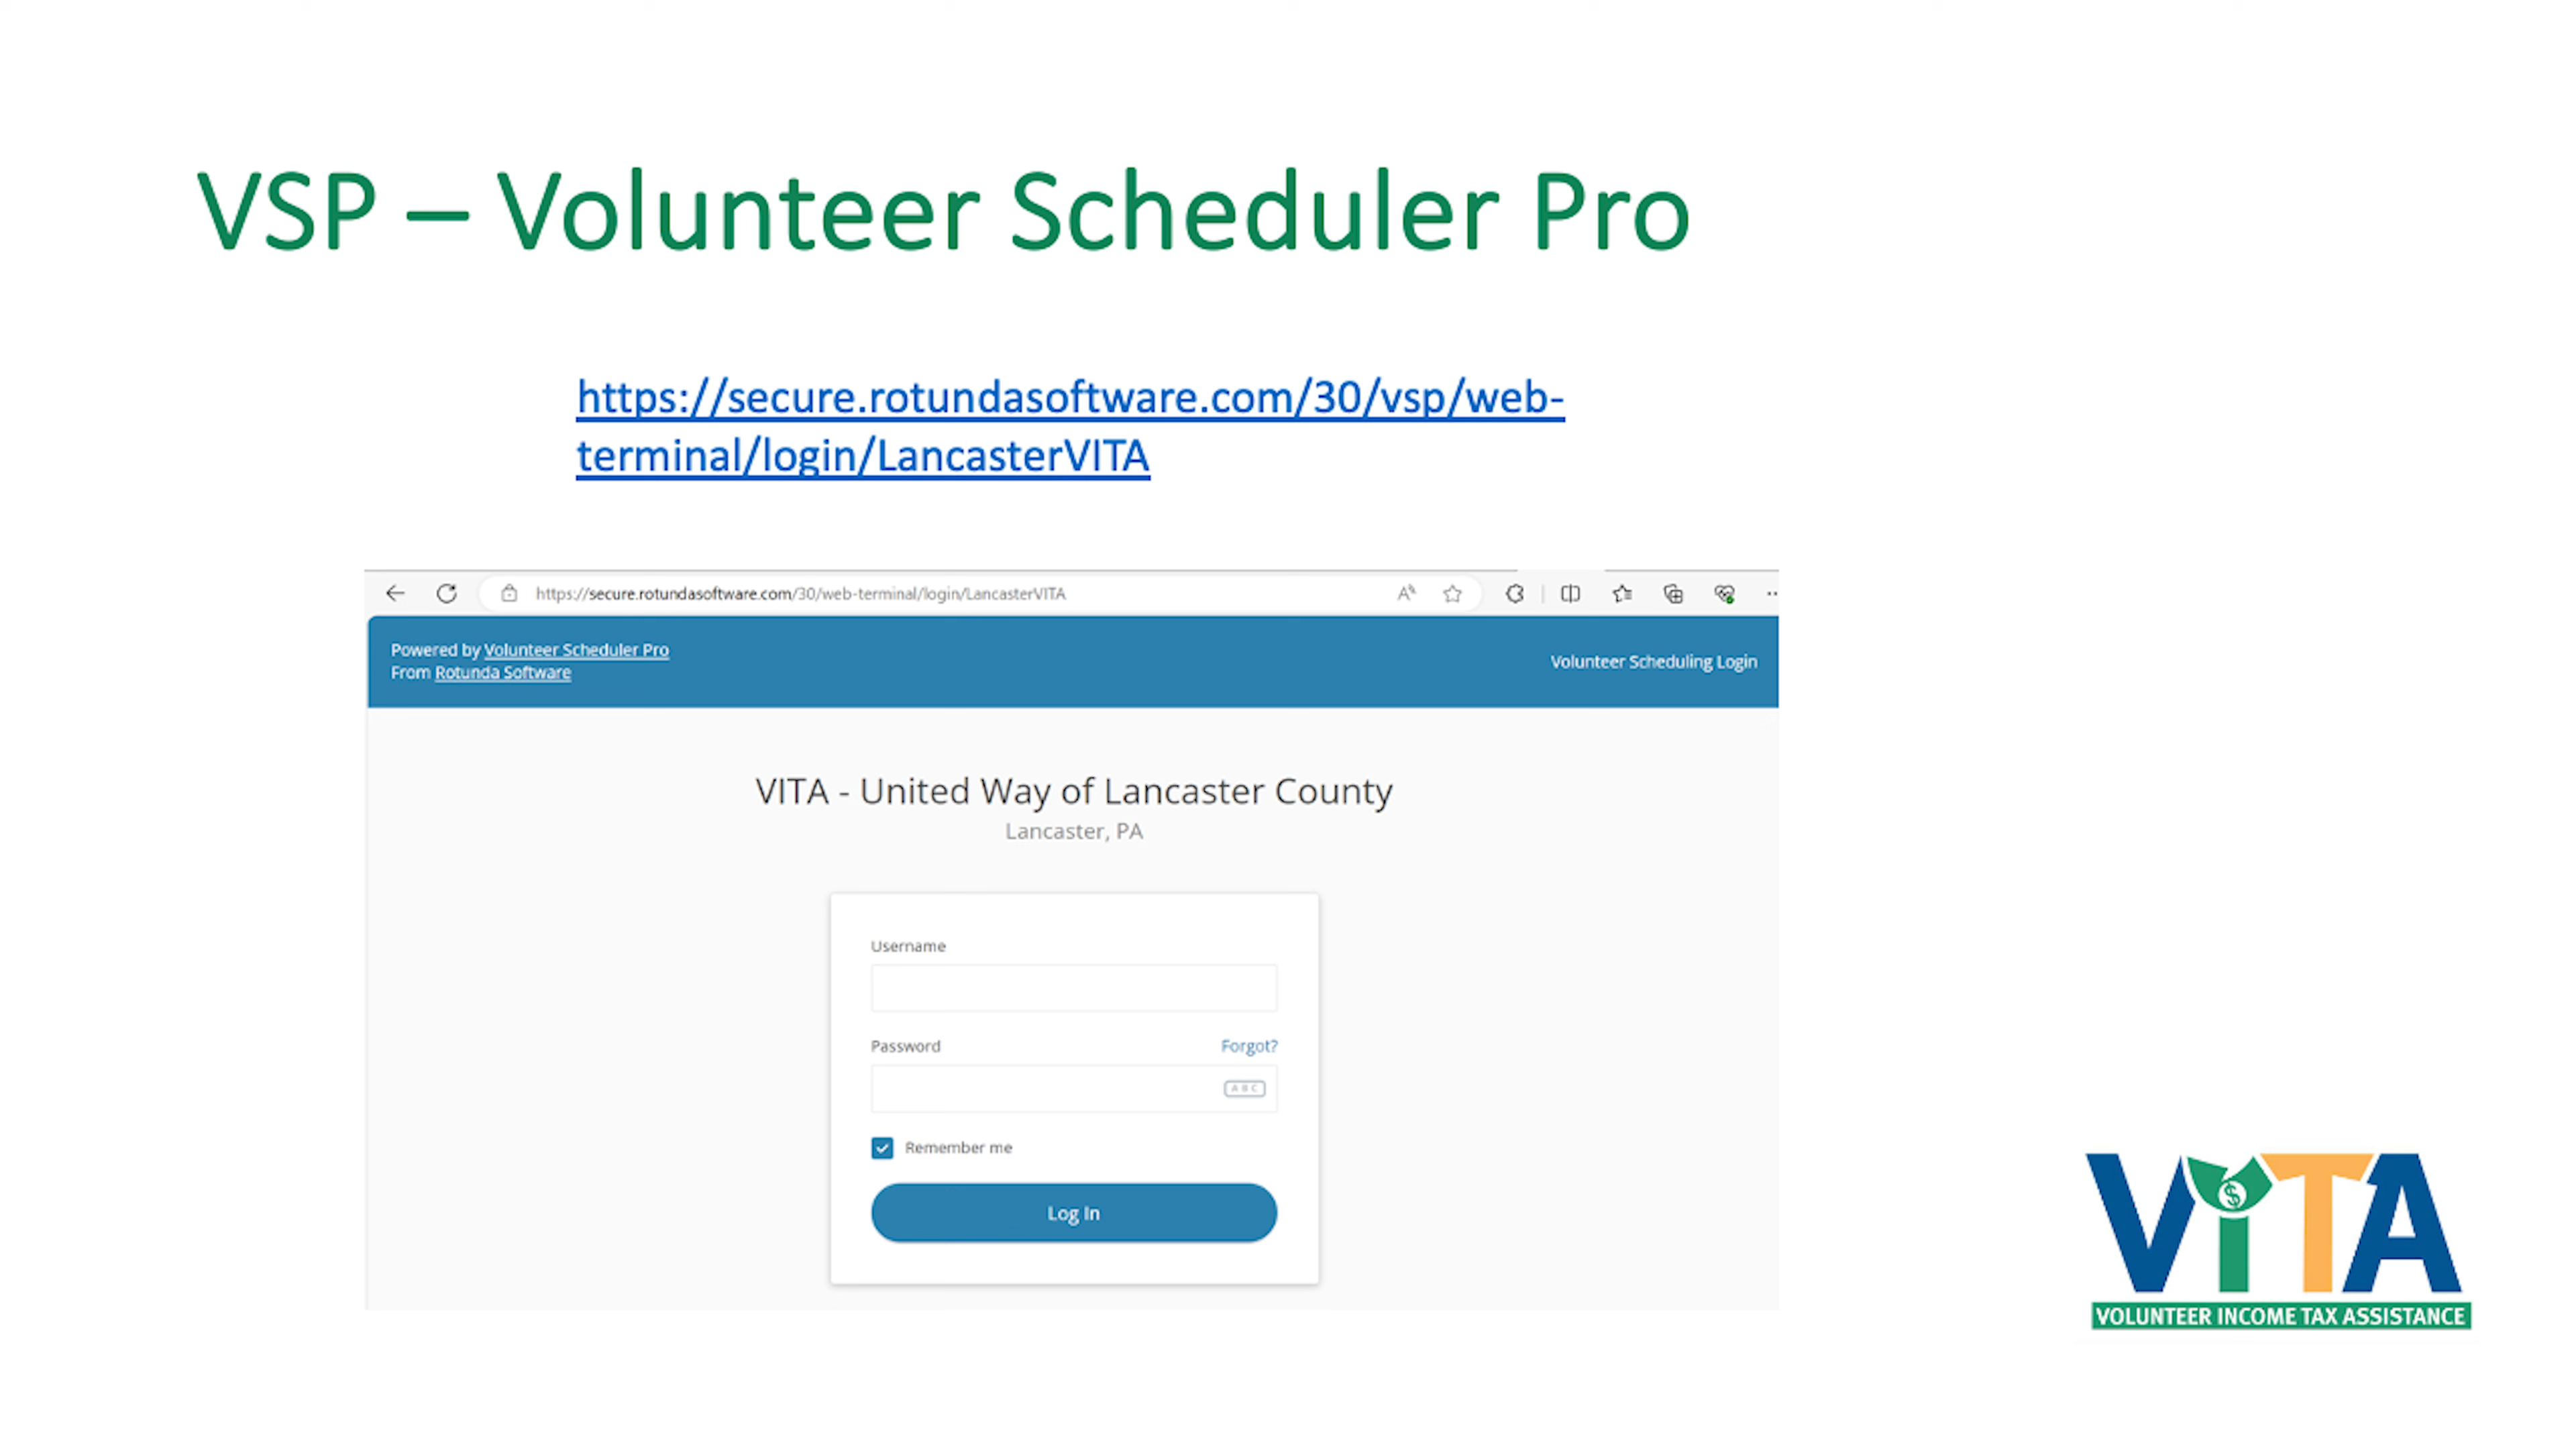 VSP – Volunteer Scheduler Pro
https://secure.rotundasoftware.com/30/vsp/web-
terminal/login/LancasterVITA
https://secure.rotundasoftware.com/30/web-terminal/login/LancasterVITA
Powered by Volunteer Scheduler Pro
From Rotunda Software
Volunteer Scheduling Login
VITA - United Way of Lancaster County
Lancaster, PA
Username
Password
Forgot?
ABC
Remember me
Log In
VITA
VOLUNTEER INCOME TAX ASSISTANCE